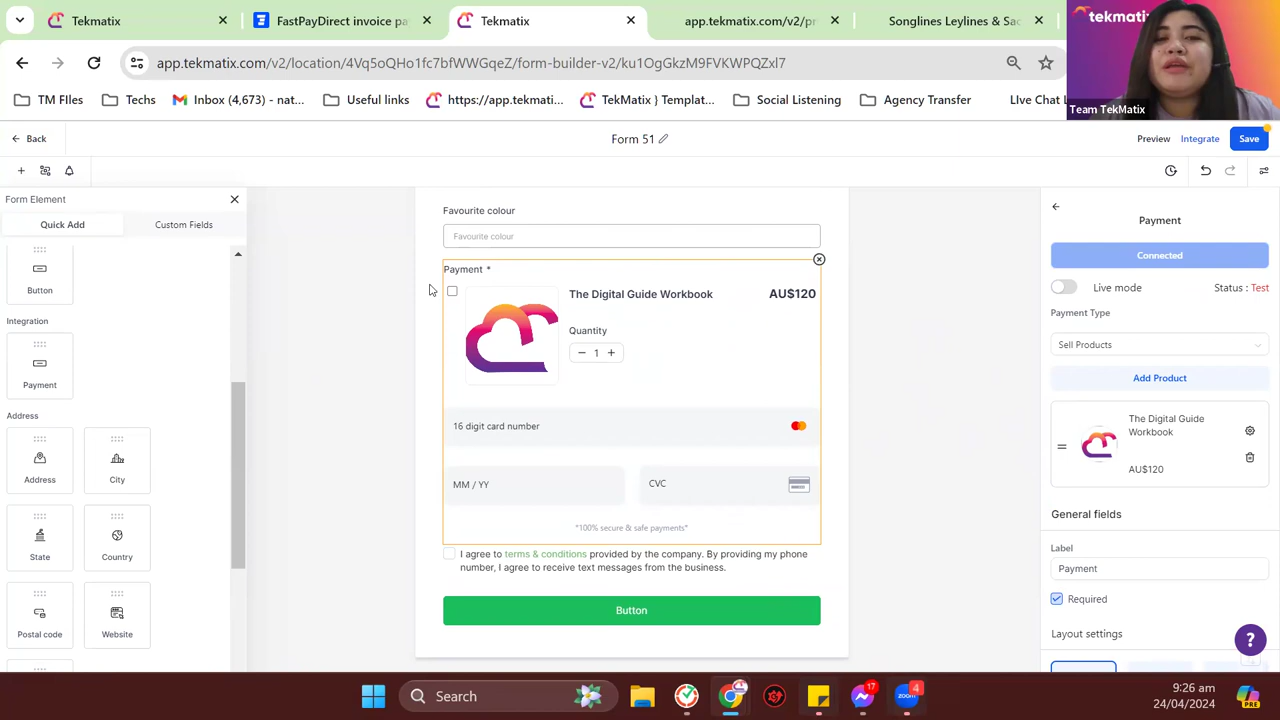 Tekmatix
FastPayDirect invoice pa
Tekmatix
app.tekmatix.com/v2/pr
Songlines Leylines & Sac
app.tekmatix.com/v2/location/4Vq5oQHo1fc7bfWWGqeZ/form-builder-v2/ku1OgGkzM9FVKWPQZxl7
TM FIles
Techs
Inbox (4,673) - nat...
Useful links
https://app.tekmati...
TekMatix } Templat...
Social Listening
Agency Transfer
LIve Chat
tekmatix
Team TekMatix
Back
Form 51
Preview
Integrate
Save
Form Element
Quick Add
Custom Fields
Button
Integration
Payment
Address
Address
City
State
Country
Postal code
Website
Favourite colour
Favourite colour
Payment *
The Digital Guide Workbook
AU$120
Quantity
1
16 digit card number
MM / YY
CVC
*100% secure & safe payments*
I agree to terms & conditions provided by the company. By providing my phone
number, I agree to receive text messages from the business.
Button
Payment
Connected
Live mode
Status : Test
Payment Type
Sell Products
Add Product
The Digital Guide
Workbook
AU$120
General fields
Label
Payment
Required
Layout settings
?
Search
17
zoom
4
9:26 am
24/04/2024
PRE